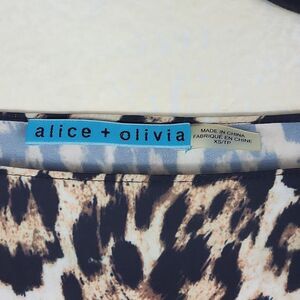 alice + olivia
MADE IN CHINA
FABRIQUÉ EN CHINE
XS/TP